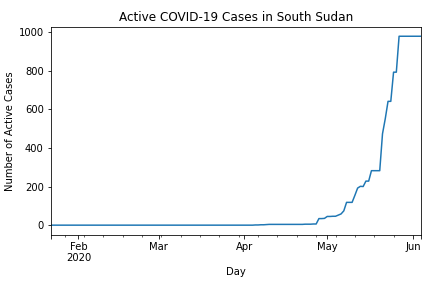 Active COVID-19 Cases in South Sudan
Number of Active Cases
1000
800
600
400
200
0
Feb Mar Apr May Jun
2020
Day